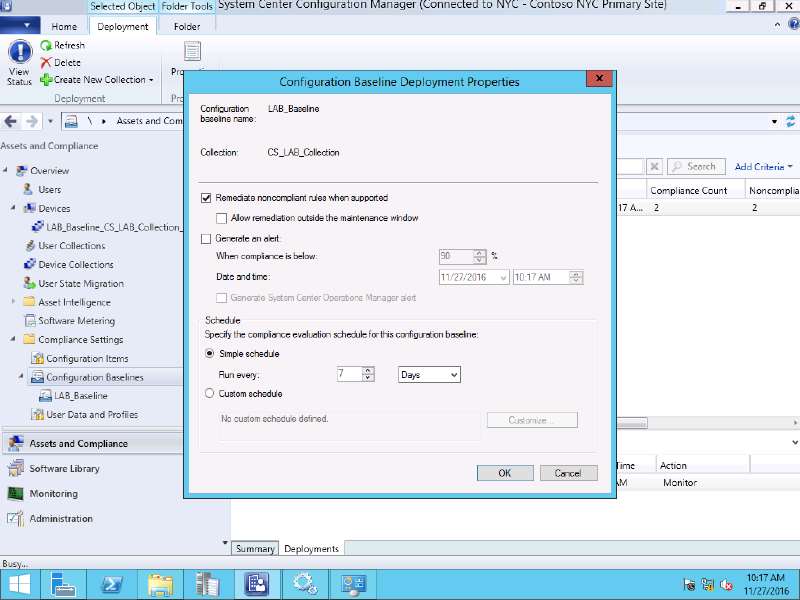 Selected Object Folder Tools System Center Configuration Manager (Connected to NYC - Contoso NYC Primary Site)
Home Deployment Folder
View Status
Refresh
Delete
Create New Collection
Deployment
\ Assets and Com
Assets and Compliance
Overview
Users
Devices
LAB_Baseline_CS_LAB_Collection_
User Collections
Device Collections
User State Migration
Asset Intelligence
Software Metering
Compliance Settings
Configuration Items
Configuration Baselines
LAB_Baseline
User Data and Profiles
Assets and Compliance
Software Library
Monitoring
Administration
Busy...
Configuration Baseline Deployment Properties
Configuration baseline name: LAB_Baseline
Collection: CS_LAB_Collection
Remediate noncompliant rules when supported
Allow remediation outside the maintenance window
Generate an alert:
When compliance is below: 90 %
Date and time: 11/27/2016 10:17 AM
Generate System Center Operations Manager alert
Schedule
Specify the compliance evaluation schedule for this configuration baseline:
Simple schedule
Run every: 7 Days
Custom schedule
No custom schedule defined. Customize...
OK Cancel
Search Add Criteria
Compliance Count Noncomplia
17 A... 2 2
Time Action
AM Monitor
Summary Deployments
10:17 AM
11/27/2016